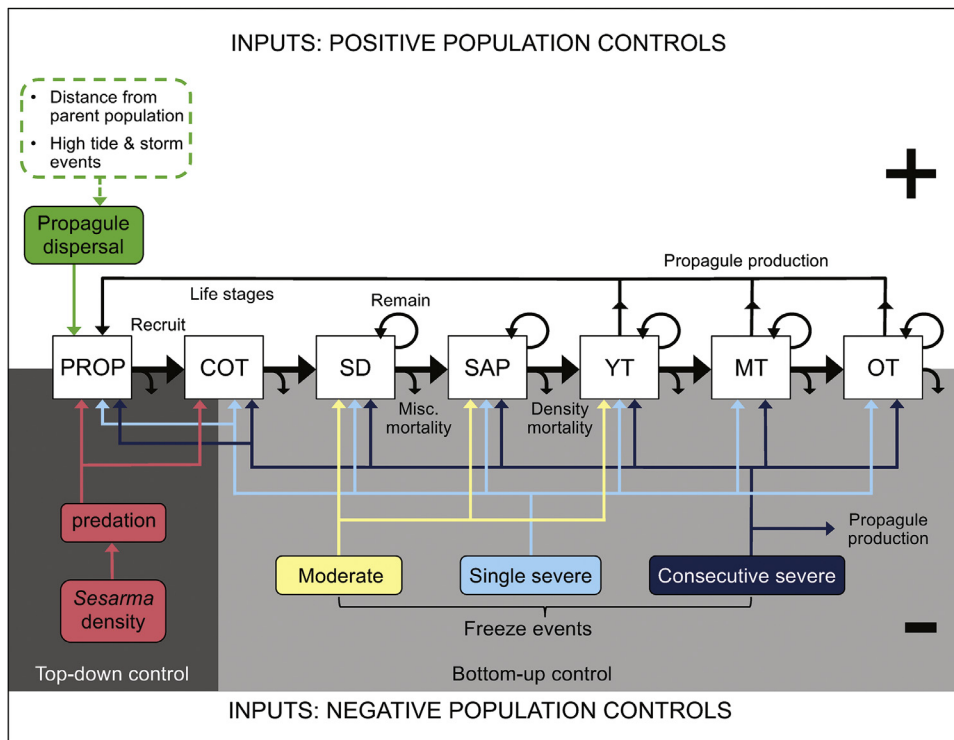 INPUTS: POSITIVE POPULATION CONTROLS
• Distance from
parent population
• High tide & storm
events
+
Propagule
dispersal
Propagule production
Life stages
Remain
Recruit
PROP
COT
SD
SAP
YT
MT
OT
Misc.
mortality
Density
mortality
predation
Propagule
production
Moderate
Single severe
Consecutive severe
Sesarma
density
Freeze events
-
Top-down control
Bottom-up control
INPUTS: NEGATIVE POPULATION CONTROLS